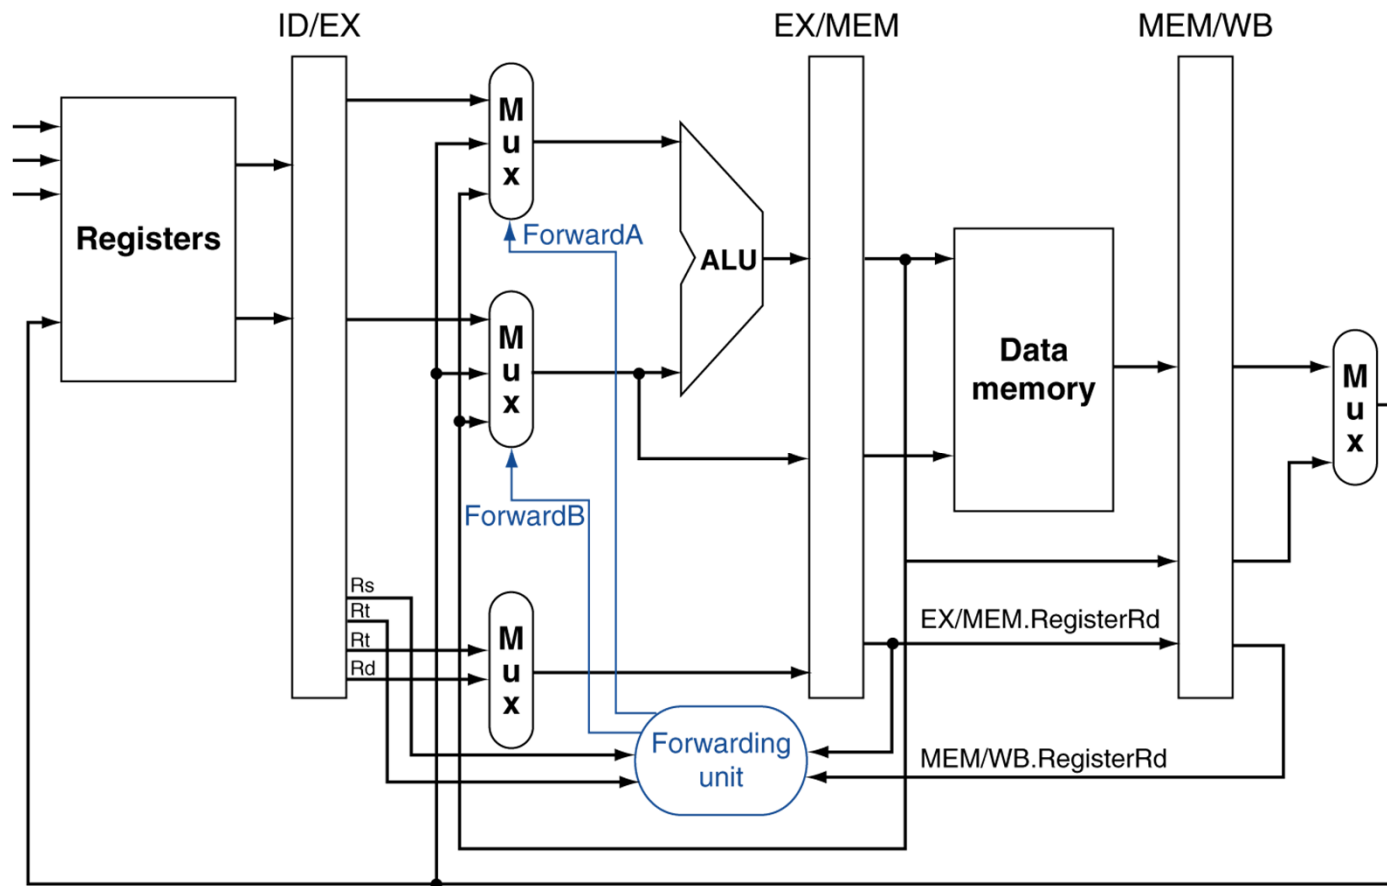 ID/EX
EX/MEM
MEM/WB
M
u
x
Registers
ForwardA
ALU
M
u
x
Data
memory
M
u
x
ForwardB
Rs
Rt
Rt
Rd
M
u
x
EX/MEM.RegisterRd
Forwarding
unit
MEM/WB.RegisterRd